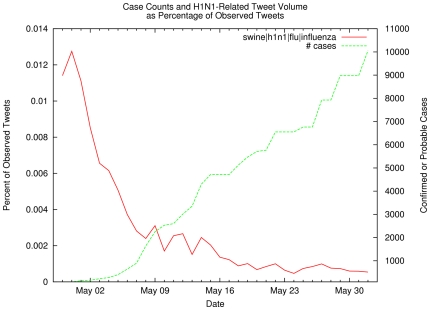 Case Counts and H1N1-Related Tweet Volume
as Percentage of Observed Tweets
swine|h1n1|flu|influenza
# cases
Percent of Observed Tweets
0.014
0.012
0.01
0.008
0.006
0.004
0.002
0
11000
10000
9000
8000
7000
6000
5000
4000
3000
2000
1000
Confirmed or Probable Cases
May 02 May 09 May 16 May 23 May 30
Date